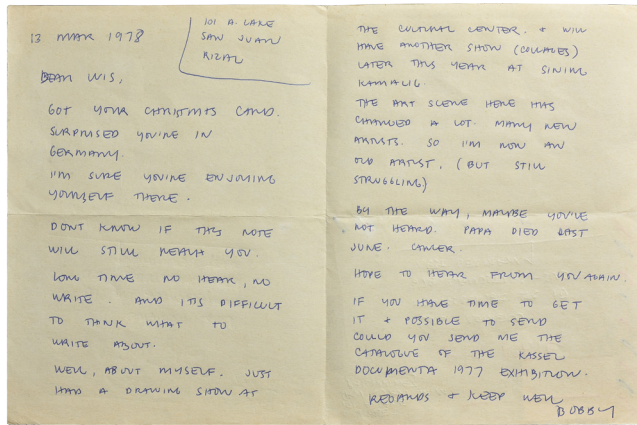 13 MAR 1978
101 A. LAKE
SAN JUAN
RIZAL
DEAR WIS,
GOT YOUR CHRISTMAS CARD.
SURPRISED YOU'RE IN
GERMANY.
I'M SURE YOU'RE ENJOYING
YOURSELF THERE.
DON'T KNOW IF THIS NOTE
WILL STILL REACH YOU.
LONG TIME NO HEAR, NO
WRITE. AND ITS DIFFICULT
TO THINK WHAT TO
WRITE ABOUT.
WELL, ABOUT MYSELF. JUST
HAD A DRAWING SHOW AT
THE CULTURAL CENTER. & WILL
HAVE ANOTHER SHOW (COLLAGES)
LATER THIS YEAR AT SINING
KAMALIG.
THE ART SCENE HERE HAS
CHANGED A LOT. MANY NEW
ARTISTS. SO I'M NOW AN
OLD ARTIST. (BUT STILL
STRUGGLING)
BY THE WAY, MAYBE YOU'VE
NOT HEARD. PAPA DIED LAST
JUNE. CANCER.
HOPE TO HEAR FROM YOU AGAIN.
IF YOU HAVE TIME TO GET
IT & POSSIBLE TO SEND
COULD YOU SEND ME THE
CATALOGUE OF THE KASSEL
DOCUMENTA 1977 EXHIBITION.
REGARDS & KEEP WELL
BOBBY